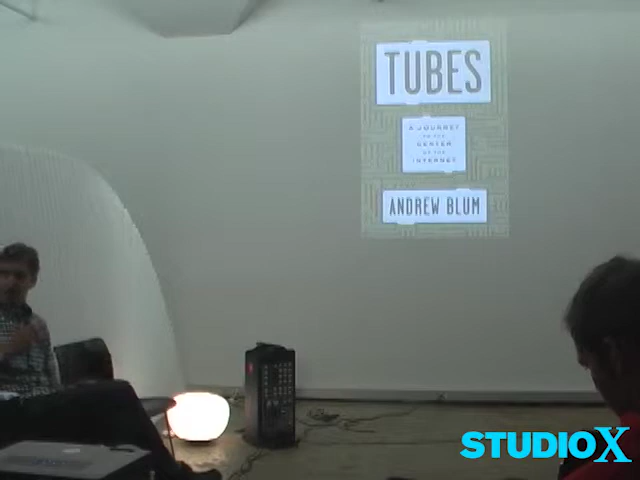 TUBES
A JOURNEY
TO THE
CENTER
OF THE
INTERNET
ANDREW BLUM
STUDIOX